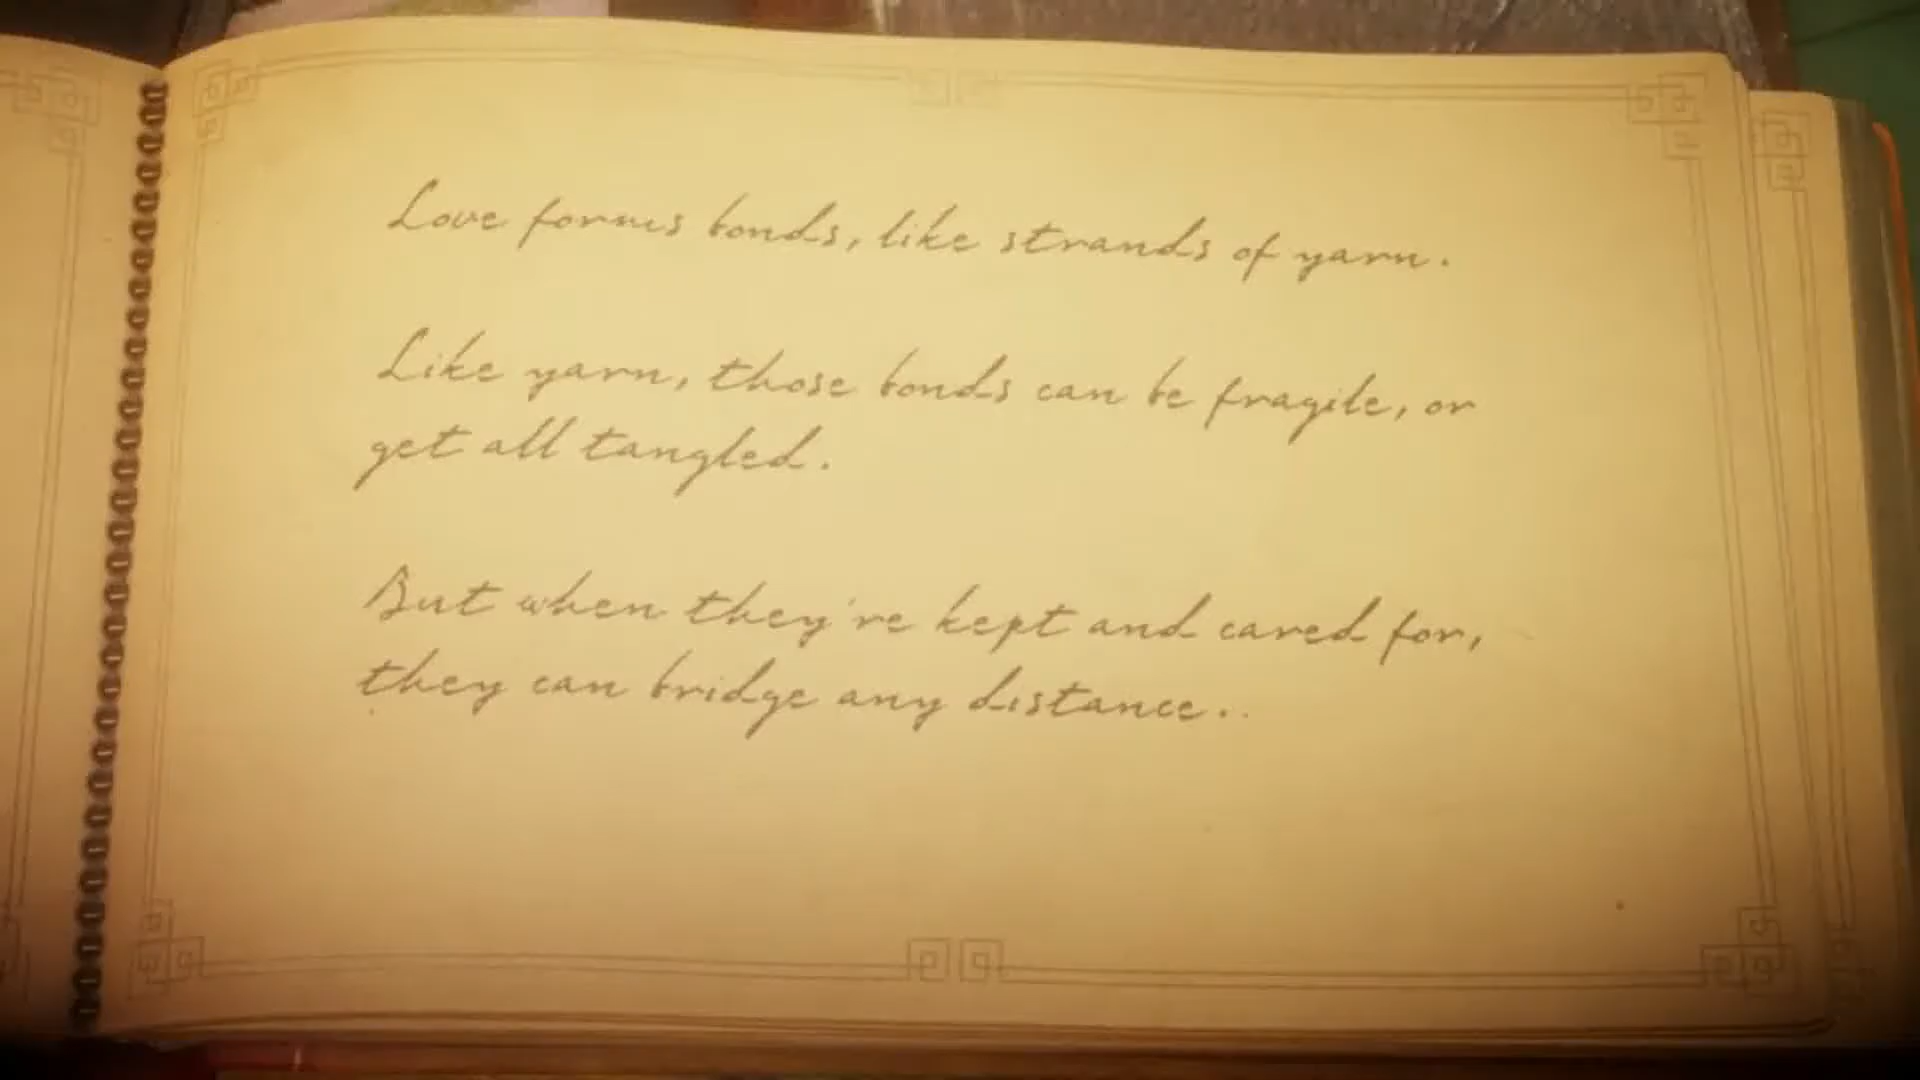 Love forms bonds, like strands of yarn.
Like yarn, those bonds can be fragile, or
get all tangled.
But when they're kept and cared for,
they can bridge any distance..